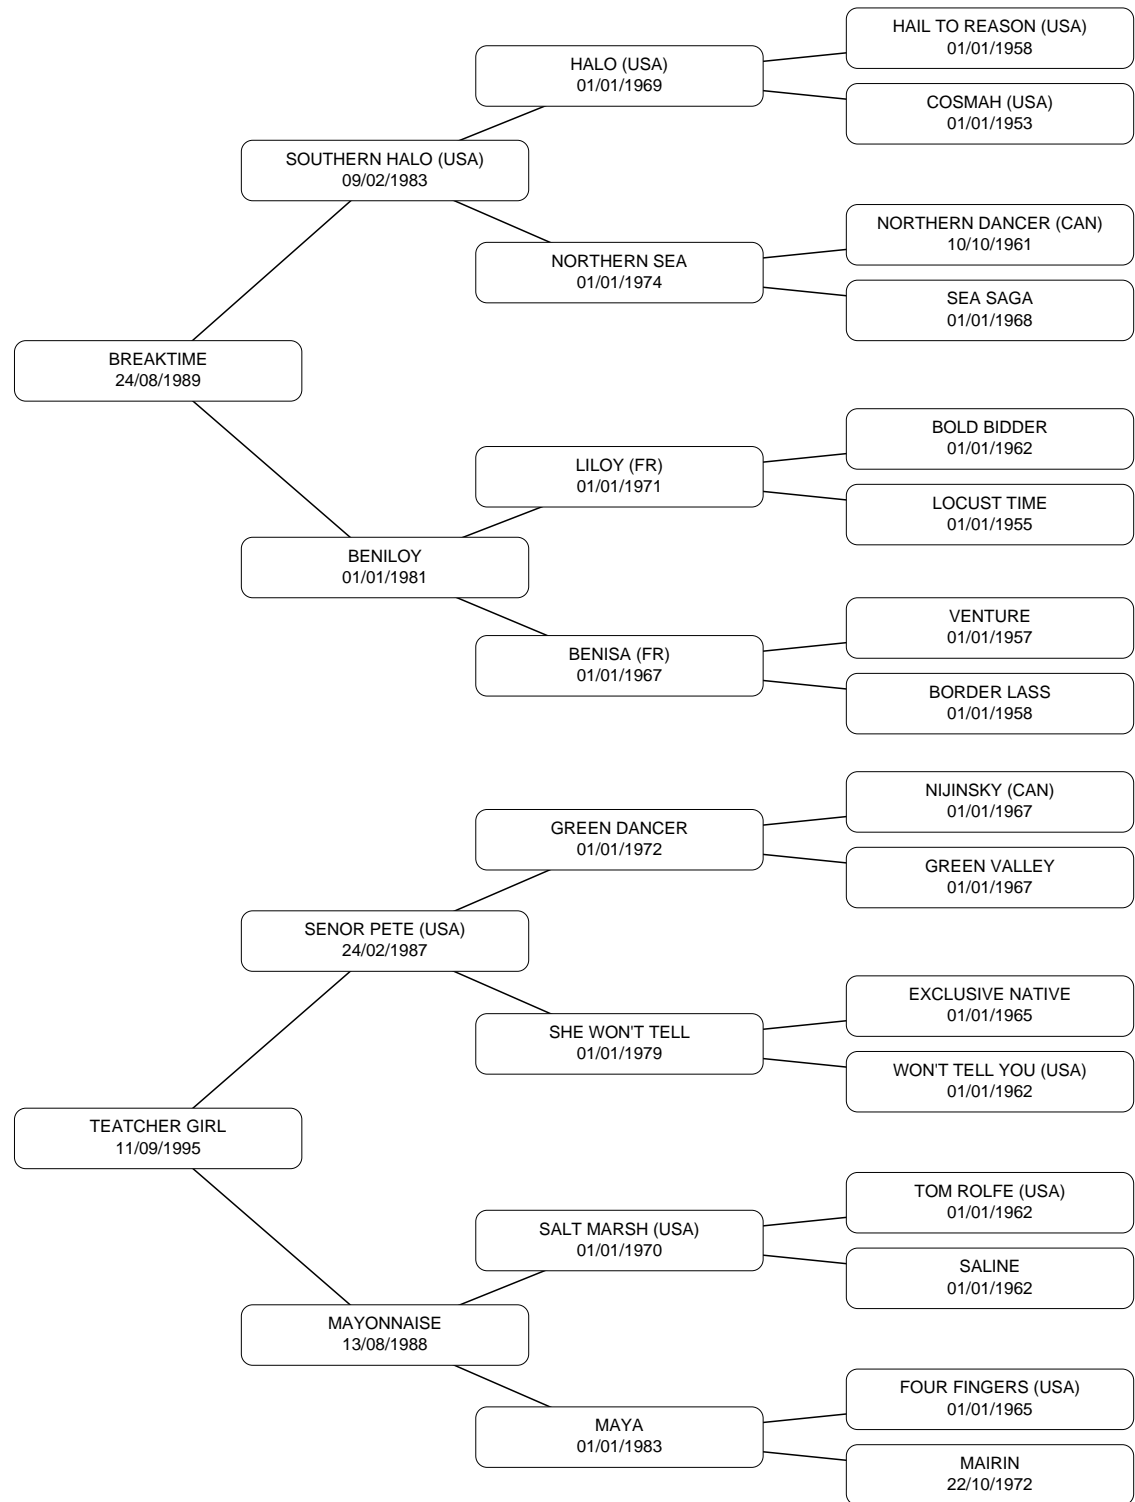 HAIL TO REASON (USA)
01/01/1958
HALO (USA)
01/01/1969
COSMAH (USA)
01/01/1953
SOUTHERN HALO (USA)
09/02/1983
NORTHERN DANCER (CAN)
10/10/1961
NORTHERN SEA
01/01/1974
SEA SAGA
01/01/1968
BREAKTIME
24/08/1989
BOLD BIDDER
01/01/1962
LILOY (FR)
01/01/1971
LOCUST TIME
01/01/1955
BENILOY
01/01/1981
VENTURE
01/01/1957
BENISA (FR)
01/01/1967
BORDER LASS
01/01/1958
NIJINSKY (CAN)
01/01/1967
GREEN DANCER
01/01/1972
GREEN VALLEY
01/01/1967
SENOR PETE (USA)
24/02/1987
EXCLUSIVE NATIVE
01/01/1965
SHE WON'T TELL
01/01/1979
WON'T TELL YOU (USA)
01/01/1962
TEATCHER GIRL
11/09/1995
TOM ROLFE (USA)
01/01/1962
SALT MARSH (USA)
01/01/1970
SALINE
01/01/1962
MAYONNAISE
13/08/1988
FOUR FINGERS (USA)
01/01/1965
MAYA
01/01/1983
MAIRIN
22/10/1972